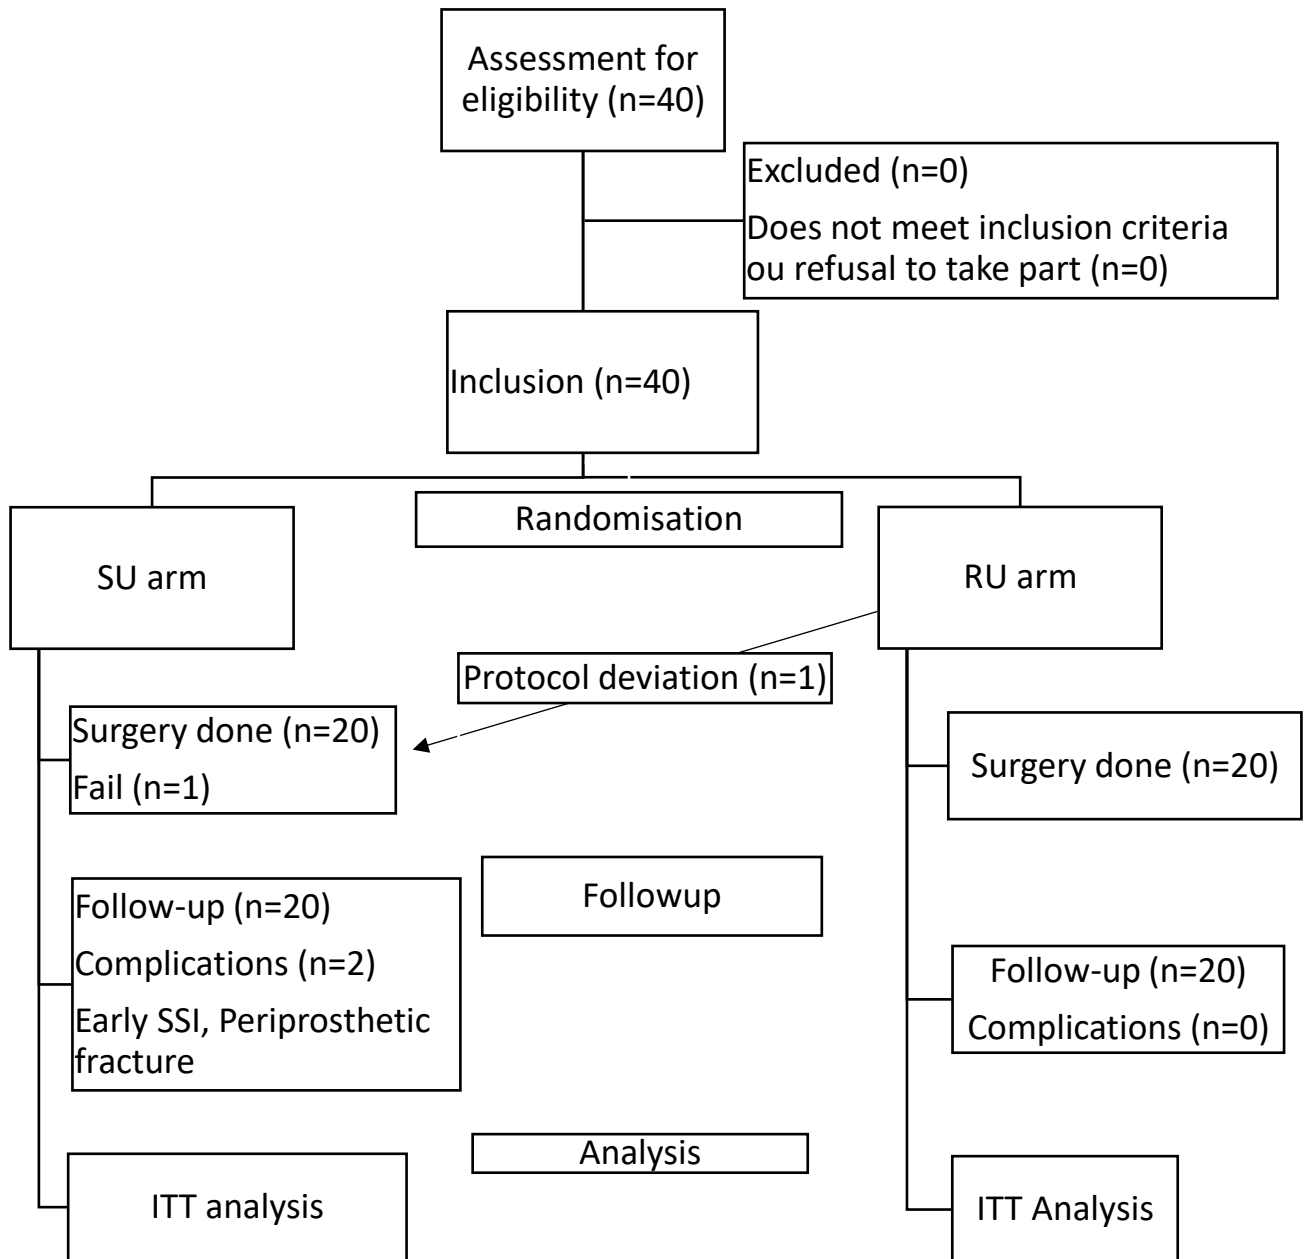 Assessment for
eligibility (n=40)
Excluded (n=0)
Does not meet inclusion criteria
ou refusal to take part (n=0)
Inclusion (n=40)
Randomisation
SU arm
RU arm
Protocol deviation (n=1)
Surgery done (n=20)
Fail (n=1)
Surgery done (n=20)
Followup
Follow-up (n=20)
Complications (n=2)
Early SSI, Periprosthetic
fracture
Follow-up (n=20)
Complications (n=0)
Analysis
ITT analysis
ITT Analysis